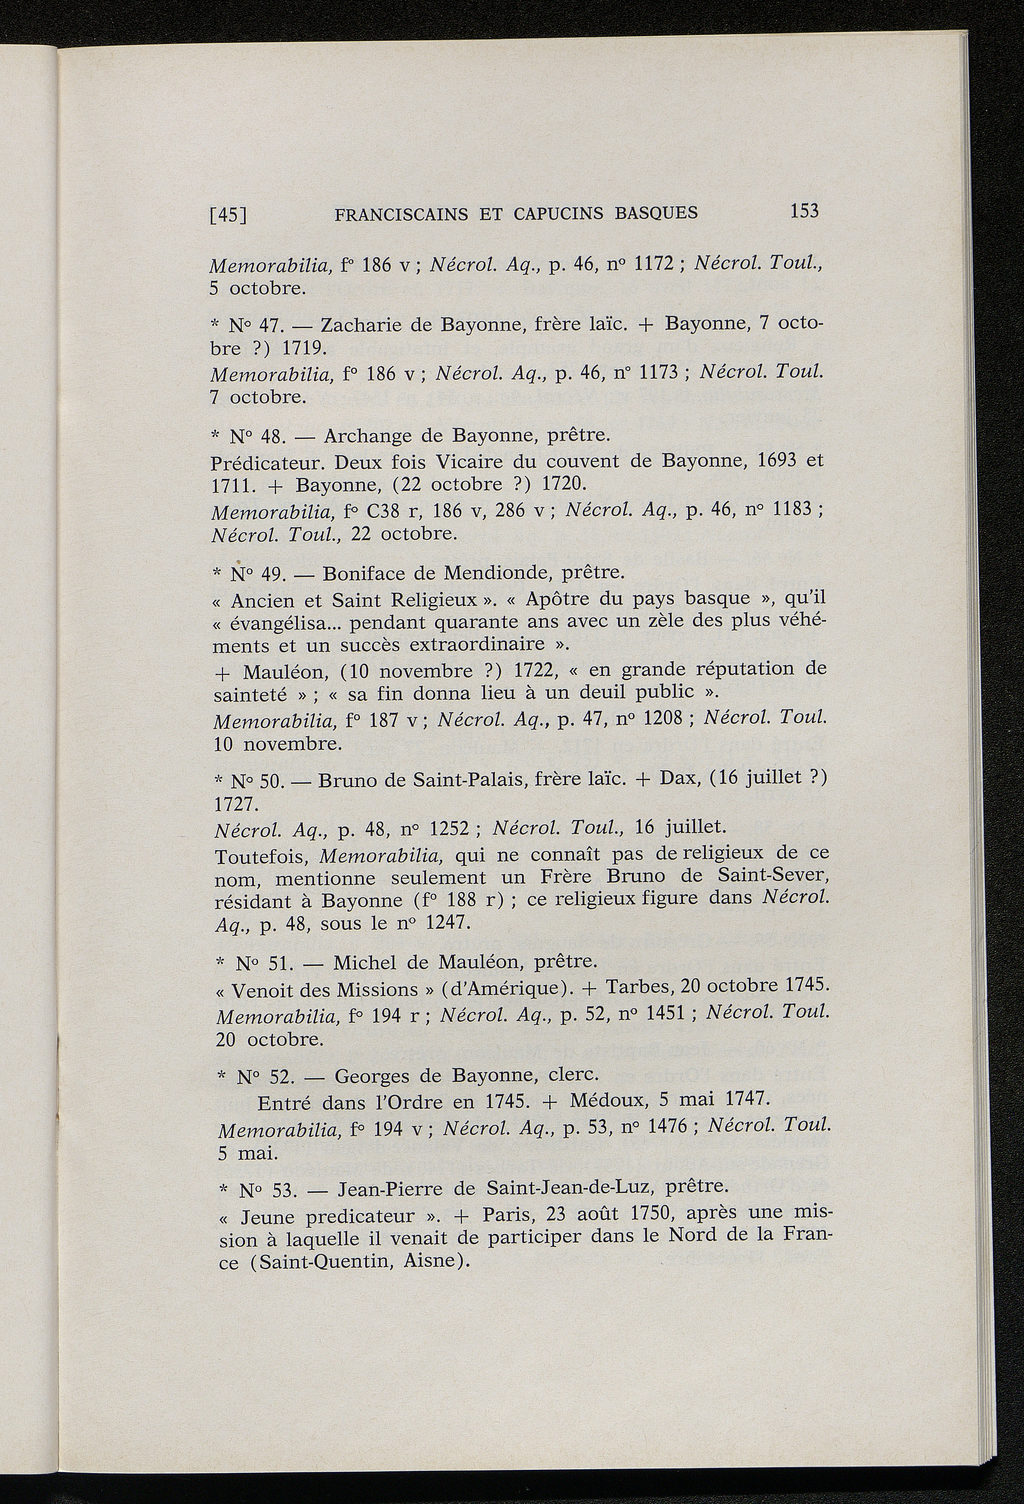 [45] FRANCISCAINS ET CAPUCINS BASQUES 153
Memorabilia, f° 186 v ; Nécrol. Aq., p. 46, n° 1172 ; Nécrol. Toul.,
5 octobre.
* N° 47. — Zacharie de Bayonne, frère laïc. + Bayonne, 7 octo-
bre ?) 1719.
Memorabilia, f° 186 v ; Nécrol. Aq., p. 46, n° 1173 ; Nécrol. Toul.
7 octobre.
* N° 48. — Archange de Bayonne, prêtre.
Prédicateur. Deux fois Vicaire du couvent de Bayonne, 1693 et
1711. + Bayonne, (22 octobre ?) 1720.
Memorabilia, f° C38 r, 186 v, 286 v ; Nécrol. Aq., p. 46, n° 1183 ;
Nécrol. Toul., 22 octobre.
* N° 49. — Boniface de Mendionde, prêtre.
« Ancien et Saint Religieux ». « Apôtre du pays basque », qu'il
« évangélisa... pendant quarante ans avec un zèle des plus véhé-
ments et un succès extraordinaire ».
+ Mauléon, (10 novembre ?) 1722, « en grande réputation de
sainteté » ; « sa fin donna lieu à un deuil public ».
Memorabilia, f° 187 v ; Nécrol. Aq., p. 47, n° 1208 ; Nécrol. Toul.
10 novembre.
* N° 50. — Bruno de Saint-Palais, frère laïc. + Dax, (16 juillet ?)
1727.
Nécrol. Aq., p. 48, n° 1252 ; Nécrol. Toul., 16 juillet.
Toutefois, Memorabilia, qui ne connaît pas de religieux de ce
nom, mentionne seulement un Frère Bruno de Saint-Sever,
résidant à Bayonne (f° 188 r) ; ce religieux figure dans Nécrol.
Aq., p. 48, sous le n° 1247.
* N° 51. — Michel de Mauléon, prêtre.
« Venoit des Missions » (d'Amérique). + Tarbes, 20 octobre 1745.
Memorabilia, f° 194 r ; Nécrol. Aq., p. 52, n° 1451 ; Nécrol. Toul.
20 octobre.
* N° 52. — Georges de Bayonne, clerc.
Entré dans l'Ordre en 1745. + Médoux, 5 mai 1747.
Memorabilia, f° 194 v ; Nécrol. Aq., p. 53, n° 1476 ; Nécrol. Toul.
5 mai.
* N° 53. — Jean-Pierre de Saint-Jean-de-Luz, prêtre.
« Jeune predicateur ». + Paris, 23 août 1750, après une mis-
sion à laquelle il venait de participer dans le Nord de la Fran-
ce (Saint-Quentin, Aisne).